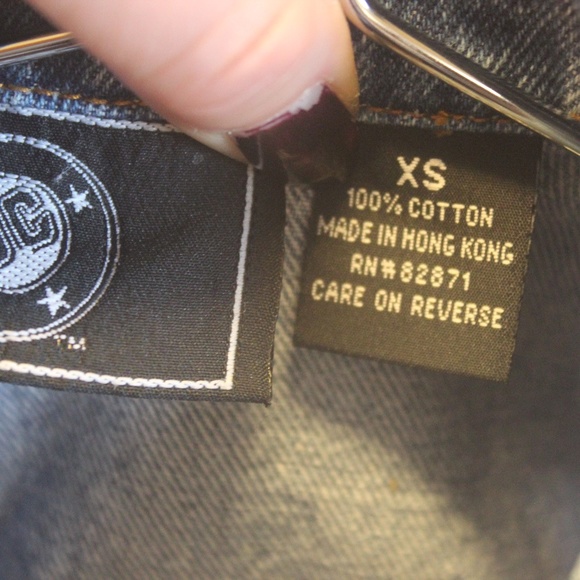 TM
XS
100% COTTON
MADE IN HONG KONG
RN#82871
CARE ON REVERSE